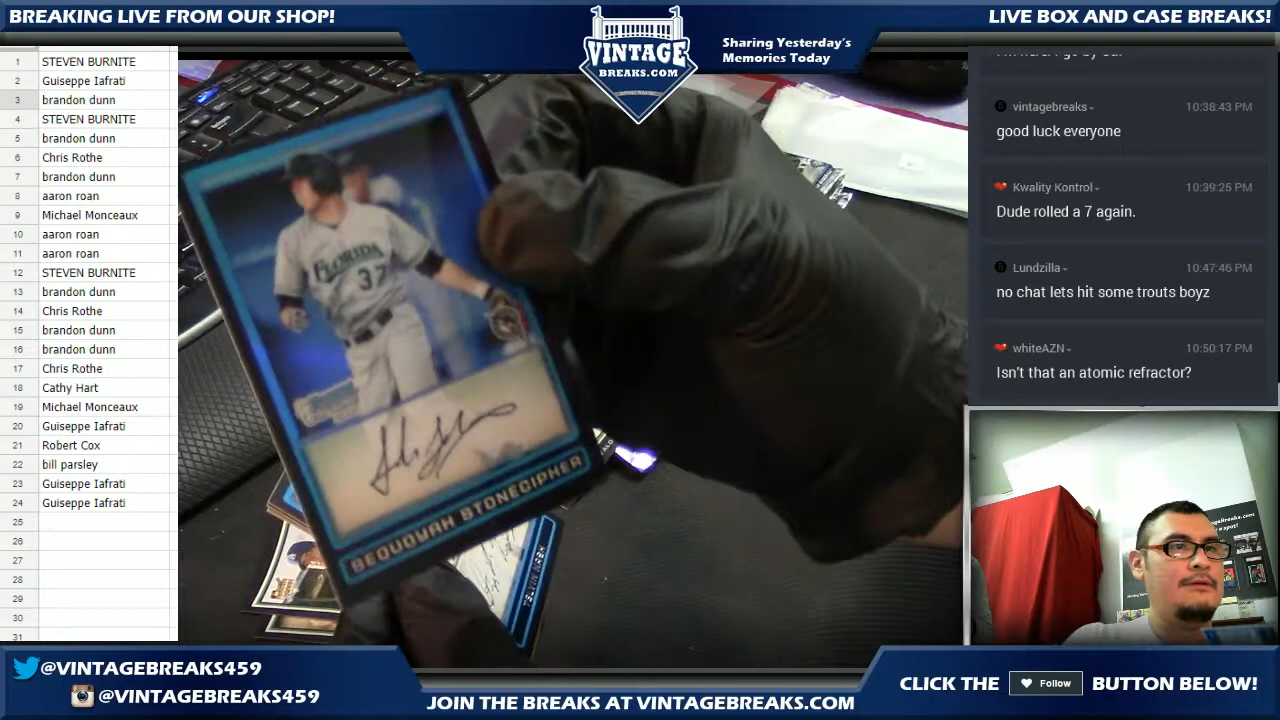 BREAKING LIVE FROM OUR SHOP!
VINTAGE
BREAKS.COM
Sharing Yesterday's
Memories Today
LIVE BOX AND CASE BREAKS!
1 STEVEN BURNITE
2 Guiseppe Iafrati
3 brandon dunn
4 STEVEN BURNITE
5 brandon dunn
6 Chris Rothe
7 brandon dunn
8 aaron roan
9 Michael Monceaux
10 aaron roan
11 aaron roan
12 STEVEN BURNITE
13 brandon dunn
14 Chris Rothe
15 brandon dunn
16 brandon dunn
17 Chris Rothe
18 Cathy Hart
19 Michael Monceaux
20 Guiseppe Iafrati
21 Robert Cox
22 bill parsley
23 Guiseppe Iafrati
24 Guiseppe Iafrati
25
26
27
28
29
30
31
FLORIDA
37
SEQUOYAH STONECIPHER
vintagebreaks 10:38:43 PM
good luck everyone
Kwality Kontrol 10:39:25 PM
Dude rolled a 7 again.
Lundzilla 10:47:46 PM
no chat lets hit some trouts boyz
whiteAZN 10:50:17 PM
Isn't that an atomic refractor?
@VINTAGEBREAKS459
@VINTAGEBREAKS459
JOIN THE BREAKS AT VINTAGEBREAKS.COM
CLICK THE Follow BUTTON BELOW!